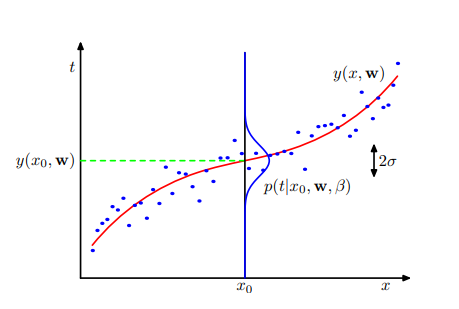 t
y(x, w)
y(x₀, w)
2σ
p(t|x₀, w, β)
x₀
x